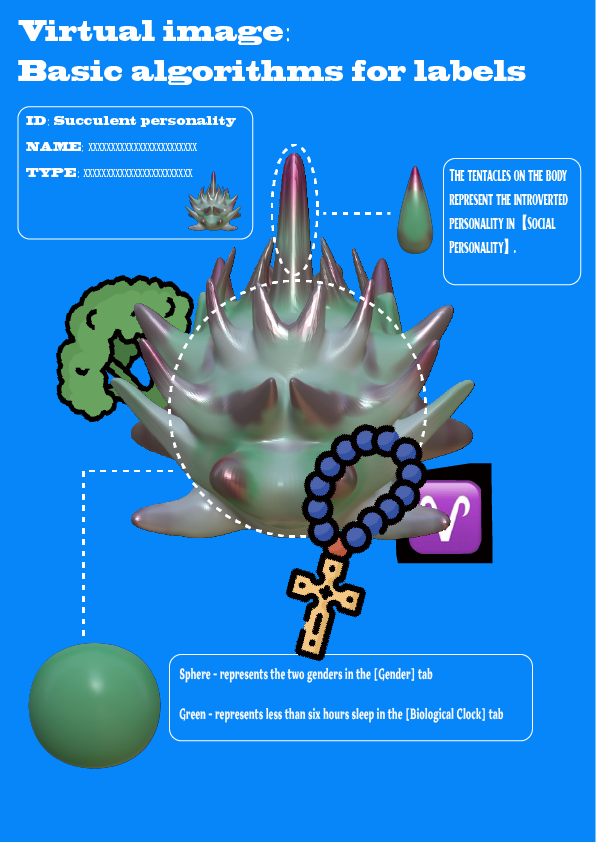 Virtual image:
Basic algorithms for labels
ID: Succulent personality
NAME: XXXXXXXXXXXXXXXXXXXXXXXX
TYPE: XXXXXXXXXXXXXXXXXXXXXXXX
THE TENTACLES ON THE BODY
REPRESENT THE INTROVERTED
PERSONALITY IN【SOCIAL
PERSONALITY】.
Sphere - represents the two genders in the [Gender] tab
Green - represents less than six hours sleep in the [Biological Clock] tab